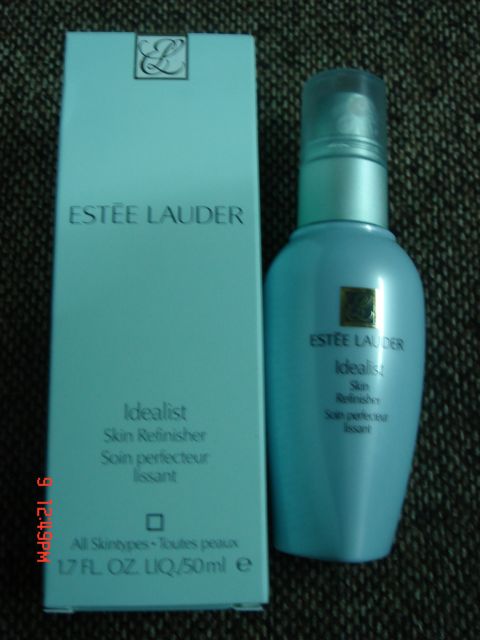 ESTĒE LAUDER
Idealist
Skin Refinisher
Soin perfecteur
lissant
All Skintypes • Toutes peaux
1.7 FL. OZ. LIQ./50 ml e
ESTĒE LAUDER
Idealist
Skin
Refinisher
Soin perfecteur
lissant
9 12:49PM